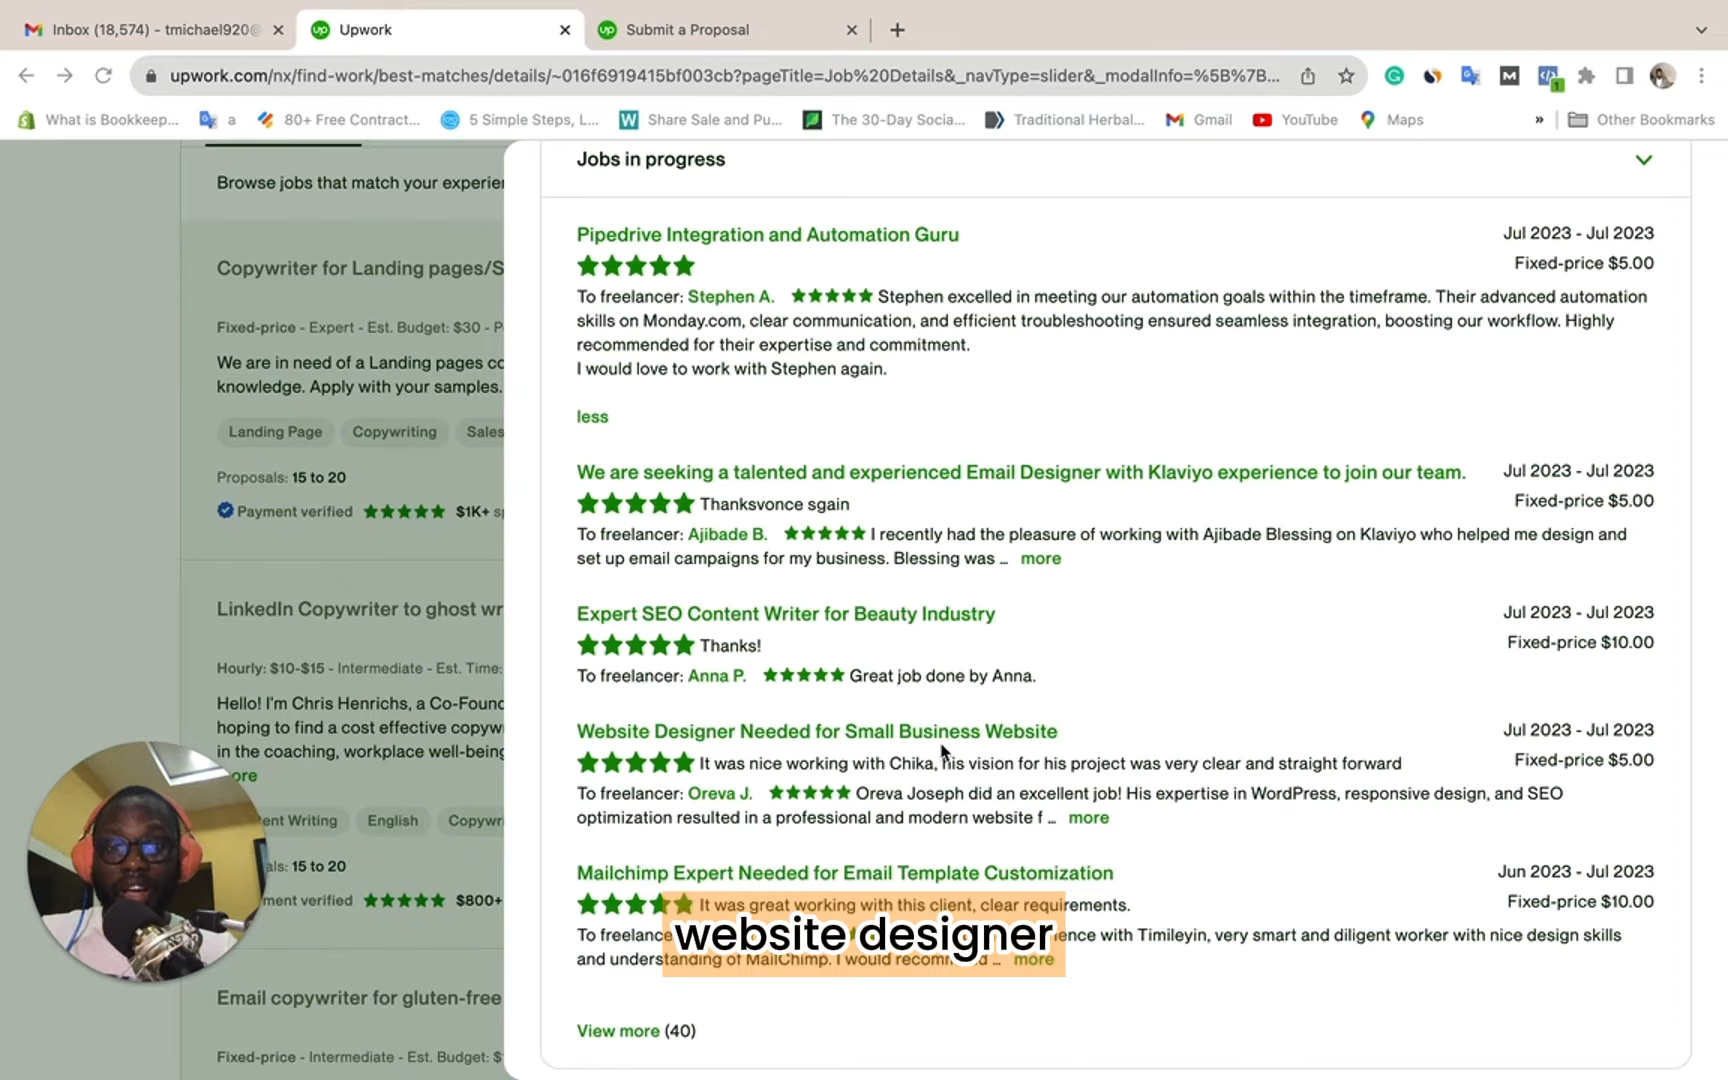 Inbox (18,574) - tmichael920@
Upwork
Submit a Proposal
upwork.com/nx/find-work/best-matches/details/~016f6919415bf003cb?pageTitle=Job%20Details&_navType=slider&_modalInfo=%5B%7B...
What is Bookkeep...
a
80+ Free Contract...
5 Simple Steps, L...
Share Sale and Pu...
The 30-Day Socia...
Traditional Herbal...
Gmail
YouTube
Maps
»
Other Bookmarks
Browse jobs that match your experien
Copywriter for Landing pages/S
Fixed-price - Expert - Est. Budget: $30 - P
We are in need of a Landing pages co
knowledge. Apply with your samples.
Landing Page
Copywriting
Sales
Proposals: 15 to 20
Payment verified
$1K+ sp
LinkedIn Copywriter to ghost wr
Hourly: $10-$15 - Intermediate - Est. Time:
Hello! I'm Chris Henrichs, a Co-Found
hoping to find a cost effective copyw
in the coaching, workplace well-being
ore
ent Writing
English
Copywr
als: 15 to 20
ment verified
$800+
Email copywriter for gluten-free
Fixed-price - Intermediate - Est. Budget: $
Jobs in progress
Pipedrive Integration and Automation Guru
Jul 2023 - Jul 2023
Fixed-price $5.00
To freelancer: Stephen A. Stephen excelled in meeting our automation goals within the timeframe. Their advanced automation
skills on Monday.com, clear communication, and efficient troubleshooting ensured seamless integration, boosting our workflow. Highly
recommended for their expertise and commitment.
I would love to work with Stephen again.
less
We are seeking a talented and experienced Email Designer with Klaviyo experience to join our team.
Jul 2023 - Jul 2023
Thanksvonce sgain
Fixed-price $5.00
To freelancer: Ajibade B. I recently had the pleasure of working with Ajibade Blessing on Klaviyo who helped me design and
set up email campaigns for my business. Blessing was … more
Expert SEO Content Writer for Beauty Industry
Jul 2023 - Jul 2023
Thanks!
Fixed-price $10.00
To freelancer: Anna P. Great job done by Anna.
Website Designer Needed for Small Business Website
Jul 2023 - Jul 2023
It was nice working with Chika, his vision for his project was very clear and straight forward
Fixed-price $5.00
To freelancer: Oreva J. Oreva Joseph did an excellent job! His expertise in WordPress, responsive design, and SEO
optimization resulted in a professional and modern website f … more
Mailchimp Expert Needed for Email Template Customization
Jun 2023 - Jul 2023
It was great working with this client, clear requirements.
Fixed-price $10.00
To freelance ence with Timileyin, very smart and diligent worker with nice design skills
and understanding of MailChimp. I would recomm d … more
website designer
View more (40)